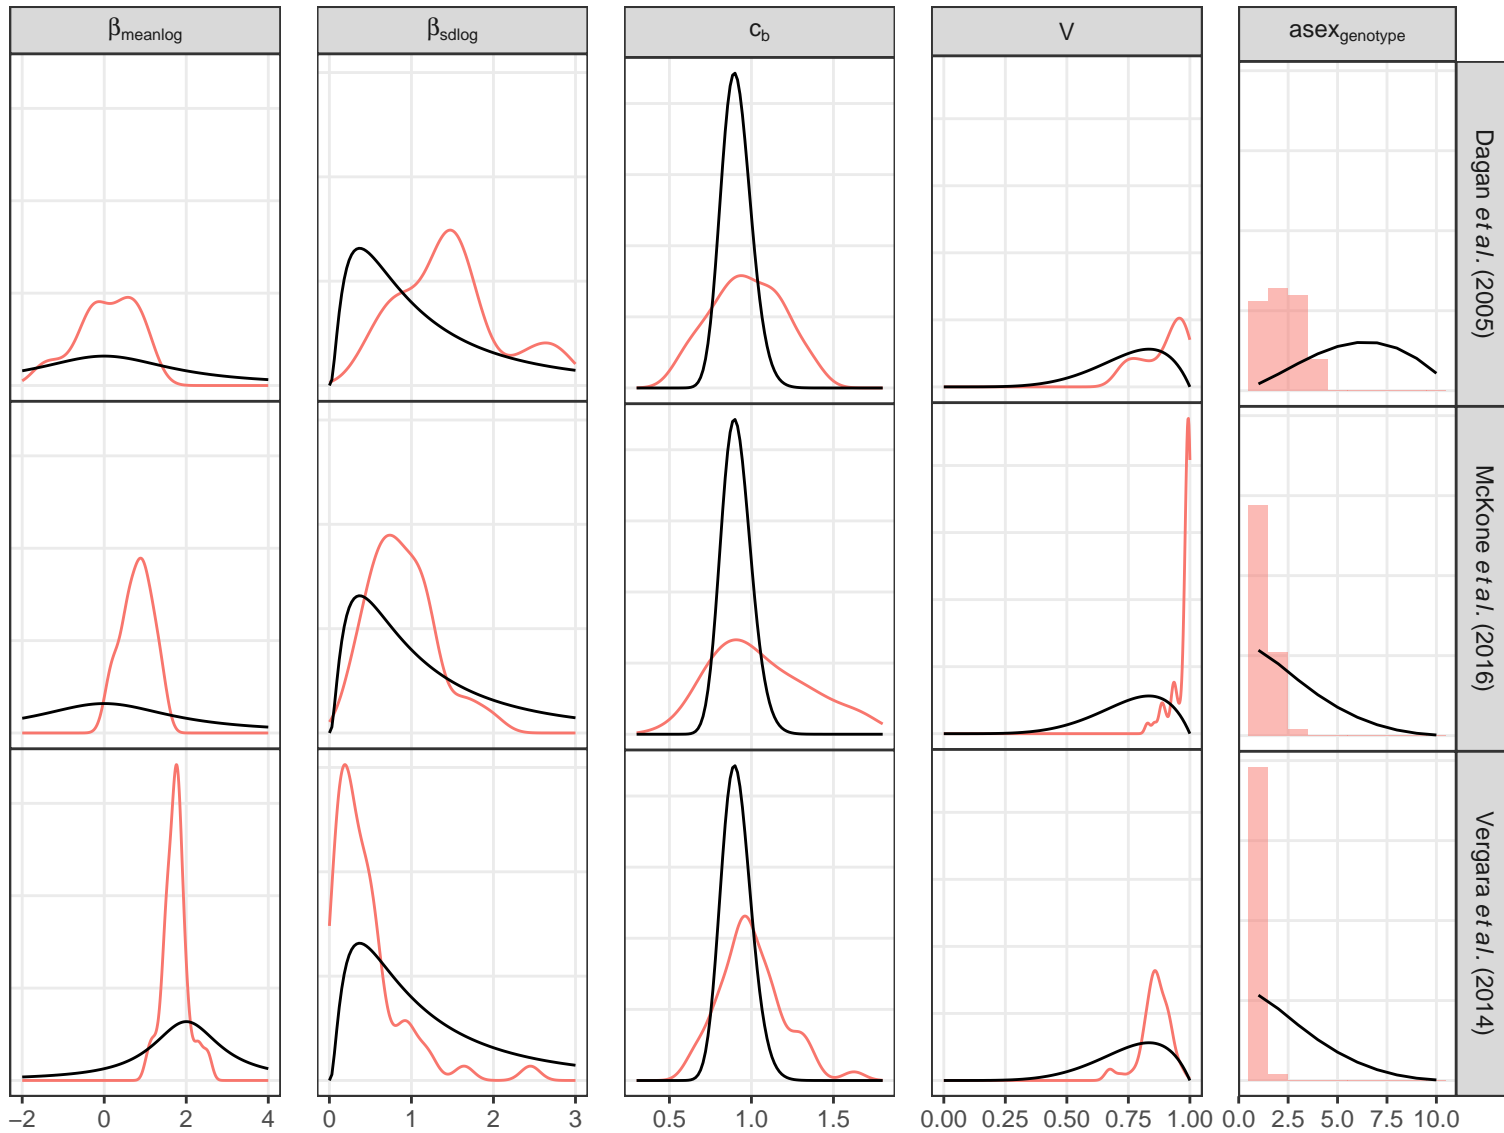 βmeanlog βsdlog cb V asexgenotype
Dagan et al. (2005)
McKone et al. (2016)
Vergara et al. (2014)
−2 0 2 4 0 1 2 3 0.5 1.0 1.5 0.00 0.25 0.50 0.75 1.00 0.0 2.5 5.0 7.5 10.0